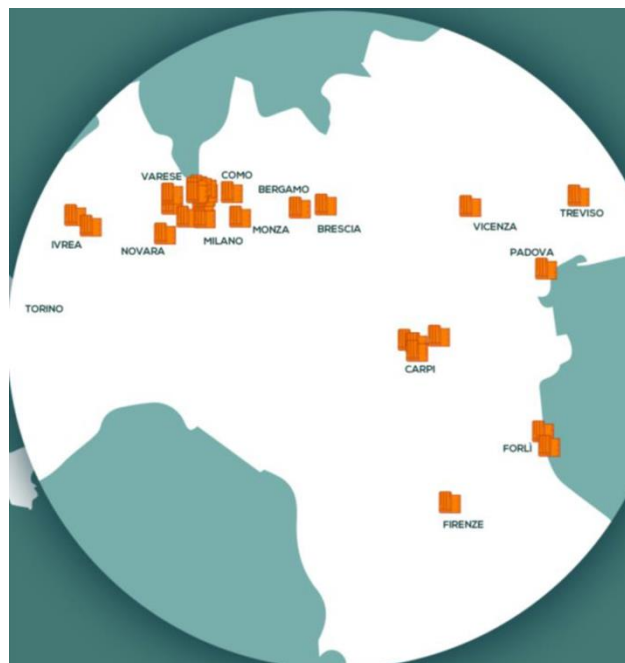 VARESE
COMO
BERGAMO
IVREA
NOVARA
MILANO
MONZA
BRESCIA
VICENZA
TREVISO
PADOVA
TORINO
CARPI
FORLÌ
FIRENZE